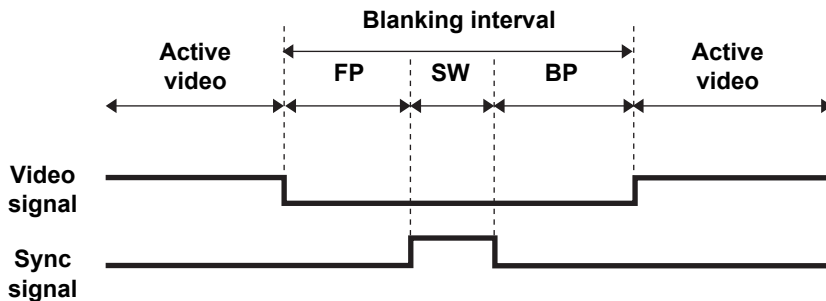 Blanking interval
Active
video
FP
SW
BP
Active
video
Video
signal
Sync
signal